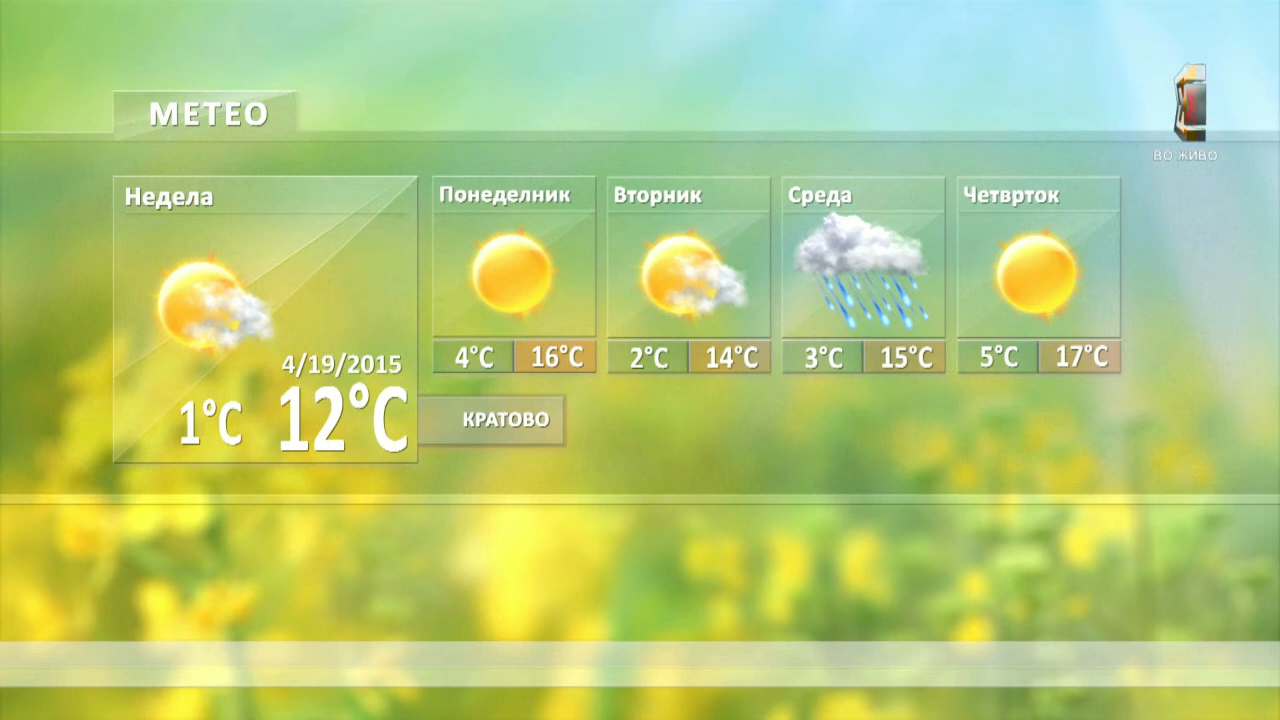 МЕТЕО
ВО ЖИВО
Недела
4/19/2015
1°C 12°C
Понеделник
4°C 16°C
Вторник
2°C 14°C
Среда
3°C 15°C
Четврток
5°C 17°C
КРАТОВО